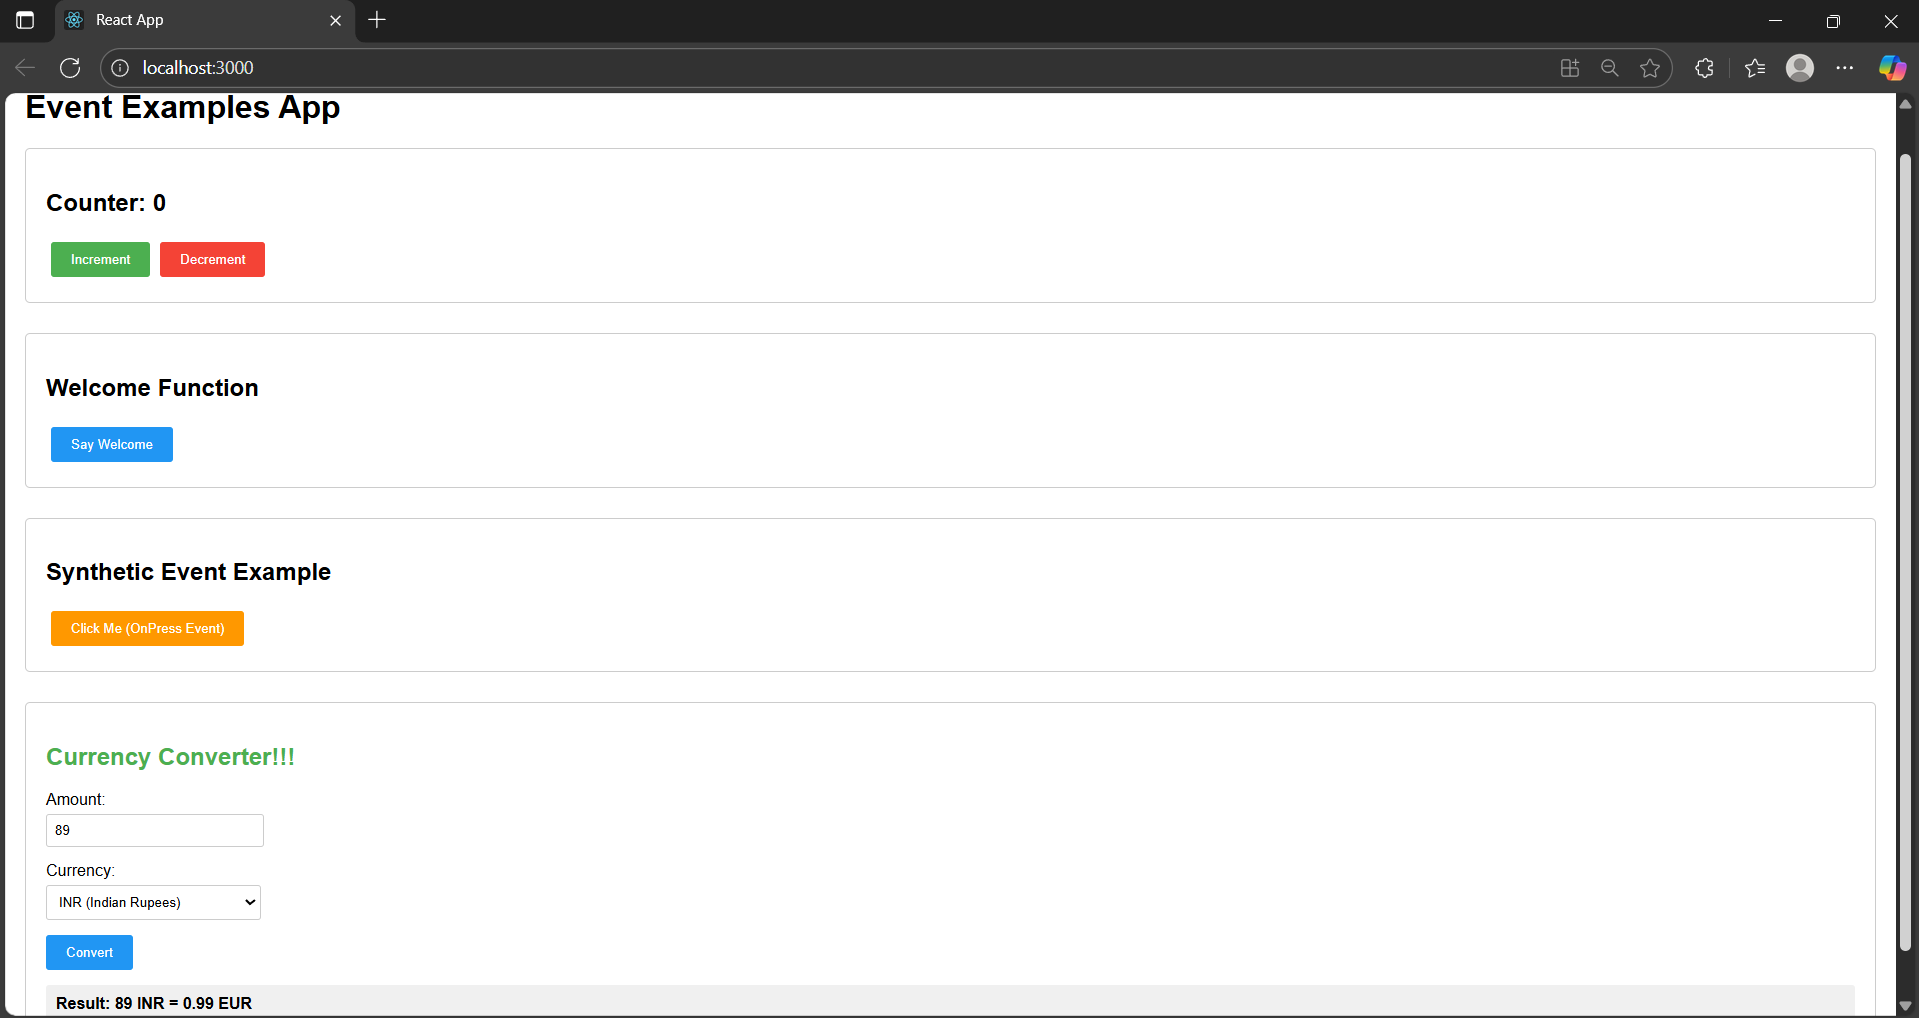 React App
localhost:3000
Event Examples App
Counter: 0
Increment Decrement
Welcome Function
Say Welcome
Synthetic Event Example
Click Me (OnPress Event)
Currency Converter!!!
Amount:
89
Currency:
INR (Indian Rupees)
Convert
Result: 89 INR = 0.99 EUR